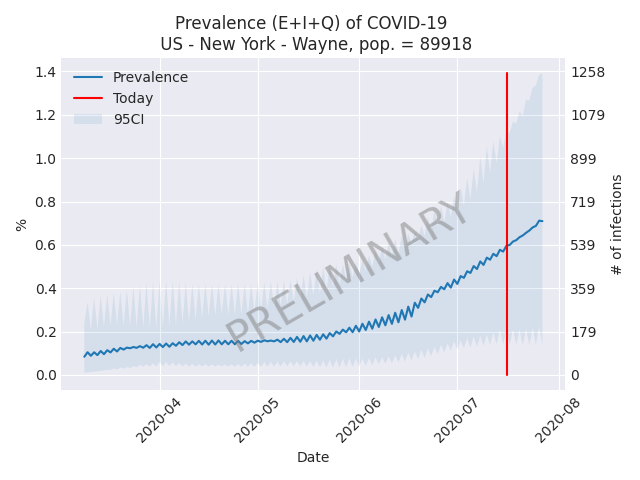 Prevalence (E+I+Q) of COVID-19
US - New York - Wayne, pop. = 89918
Prevalence
Today
95CI
PRELIMINARY
%
1.4
1.2
1.0
0.8
0.6
0.4
0.2
0.0
1258
1079
899
719
539
359
179
0
# of infections
2020-04
2020-05
2020-06
2020-07
2020-08
Date